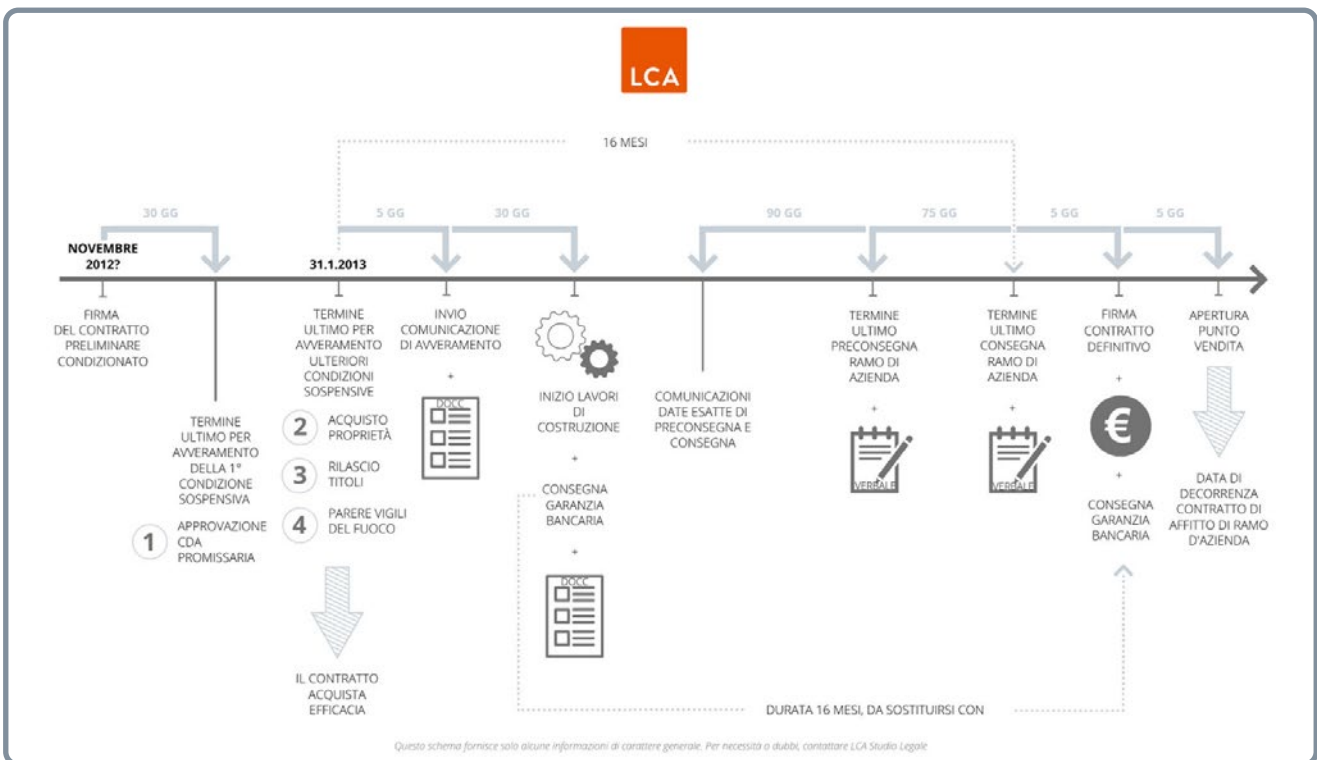 LCA
16 MESI
30 GG
5 GG
30 GG
90 GG
75 GG
5 GG
5 GG
NOVEMBRE
2012?
31.1.2013
FIRMA
DEL CONTRATTO
PRELIMINARE
CONDIZIONATO
TERMINE
ULTIMO PER
AVVERAMENTO
DELLA 1°
CONDIZIONE
SOSPENSIVA
1
APPROVAZIONE
CDA
PROMISSARIA
TERMINE
ULTIMO PER
AVVERAMENTO
ULTERIORI
CONDIZIONI
SOSPENSIVE
2
ACQUISTO
PROPRIETÀ
3
RILASCIO
TITOLI
4
PARERE VIGILI
DEL FUOCO
IL CONTRATTO
ACQUISTA
EFFICACIA
INVIO
COMUNICAZIONE
DI AVVERAMENTO
+
DOCC
INIZIO LAVORI
DI
COSTRUZIONE
+
CONSEGNA
GARANZIA
BANCARIA
+
DOCC
COMUNICAZIONI
DATE ESATTE DI
PRECONSEGNA E
CONSEGNA
TERMINE
ULTIMO
PRECONSEGNA
RAMO DI
AZIENDA
+
VERBALE
TERMINE
ULTIMO
CONSEGNA
RAMO DI
AZIENDA
+
VERBALE
FIRMA
CONTRATTO
DEFINITIVO
+
€
+
CONSEGNA
GARANZIA
BANCARIA
APERTURA
PUNTO
VENDITA
DATA DI
DECORRENZA
CONTRATTO DI
AFFITTO DI RAMO
D'AZIENDA
DURATA 16 MESI, DA SOSTITUIRSI CON
Questo schema fornisce solo alcune informazioni di carattere generale. Per necessità o dubbi, contattare LCA Studio Legale